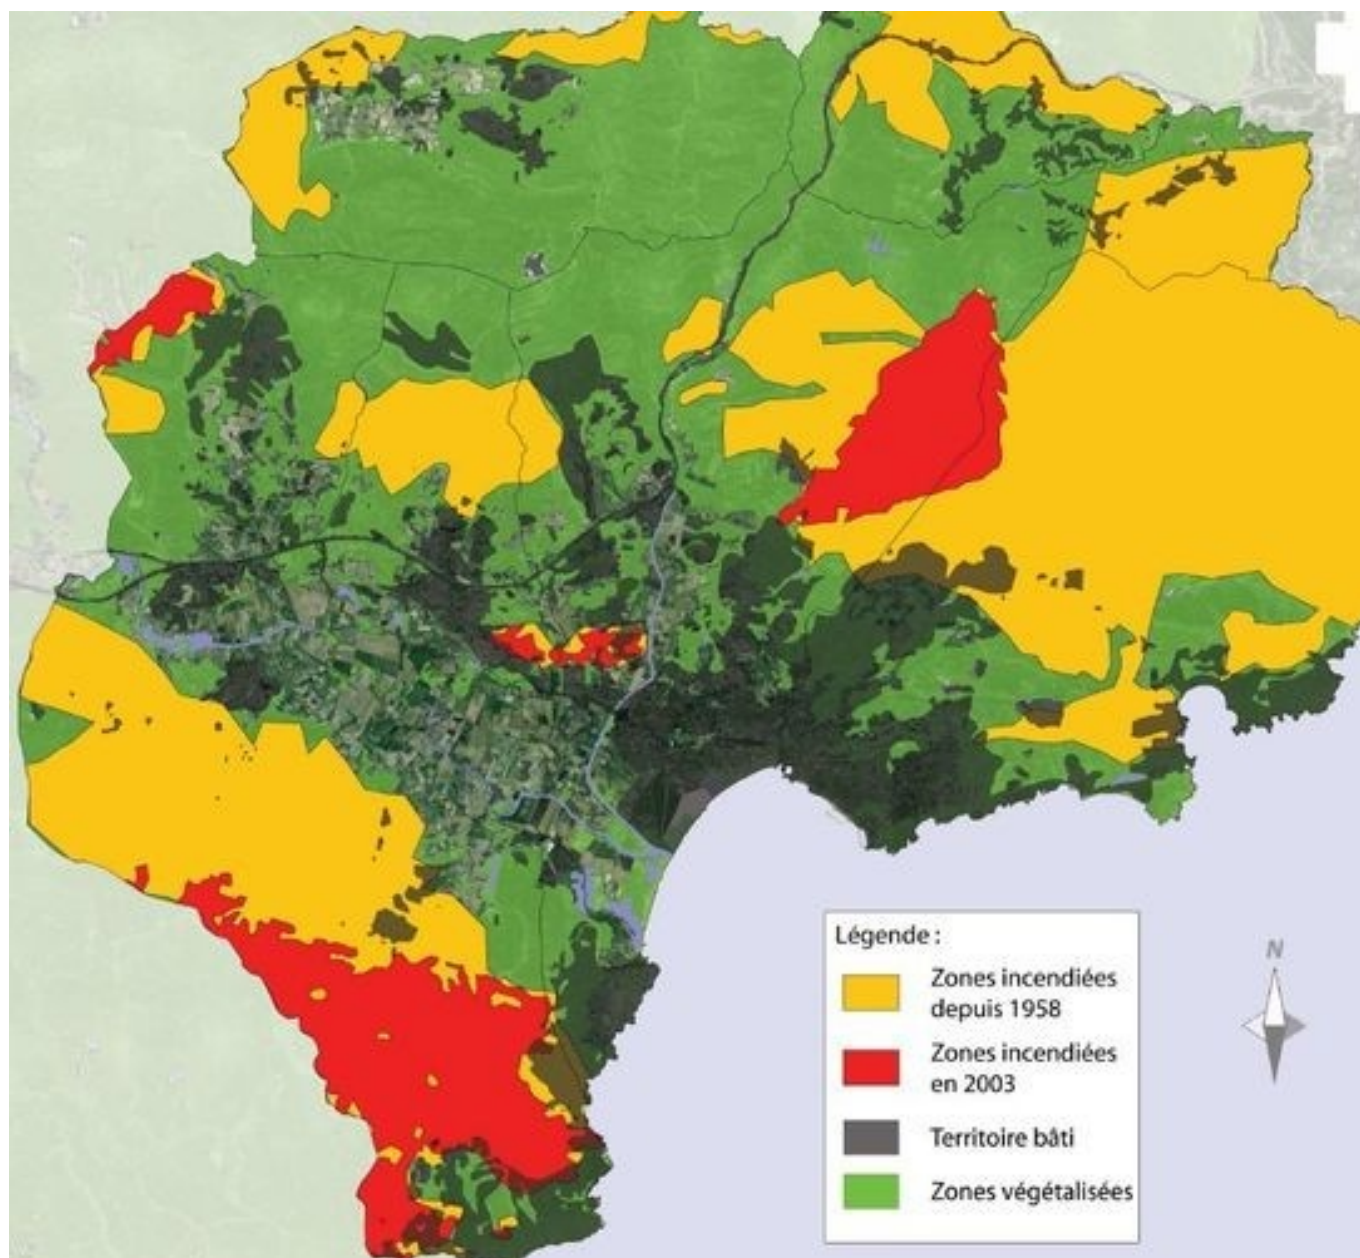 Légende :
Zones incendiées
depuis 1958
Zones incendiées
en 2003
Territoire bâti
Zones végétalisées
N